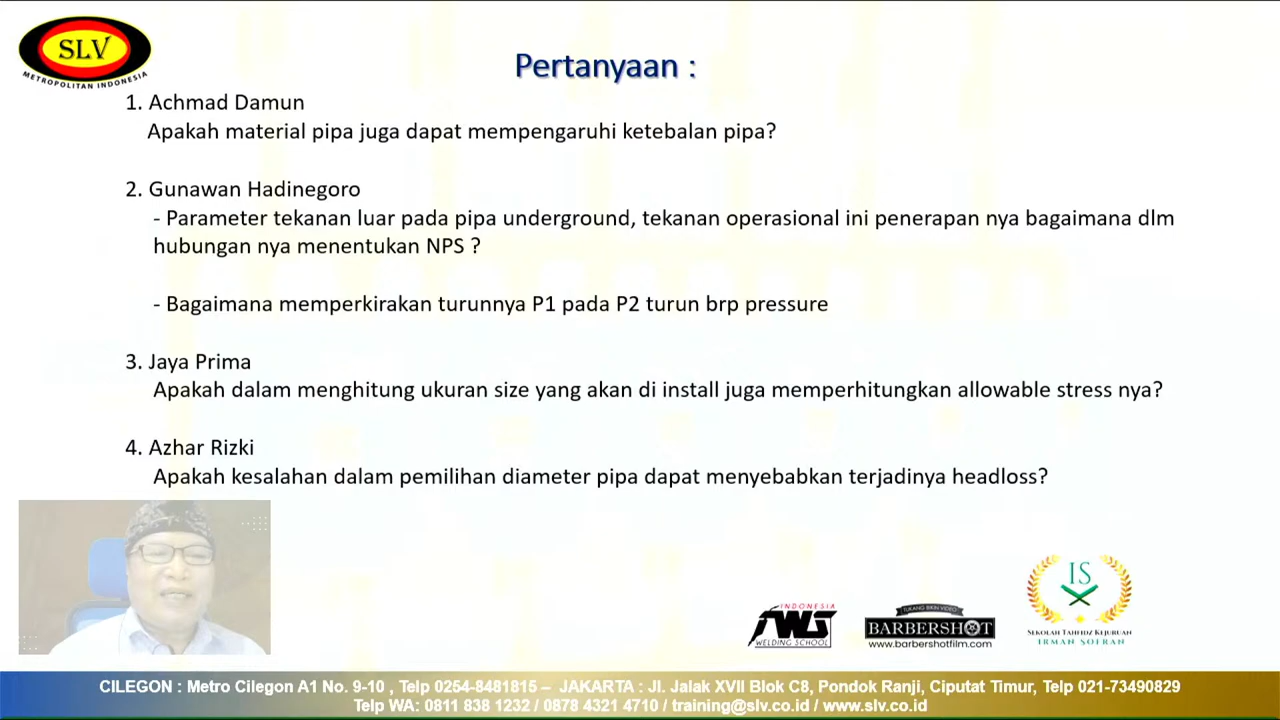 SLV
METROPOLITAN INDONESIA
Pertanyaan :
1. Achmad Damun
Apakah material pipa juga dapat mempengaruhi ketebalan pipa?
2. Gunawan Hadinegoro
- Parameter tekanan luar pada pipa underground, tekanan operasional ini penerapan nya bagaimana dlm
hubungan nya menentukan NPS ?
- Bagaimana memperkirakan turunnya P1 pada P2 turun brp pressure
3. Jaya Prima
Apakah dalam menghitung ukuran size yang akan di install juga memperhitungkan allowable stress nya?
4. Azhar Rizki
Apakah kesalahan dalam pemilihan diameter pipa dapat menyebabkan terjadinya headloss?
INDONESIA
IWS
WELDING SCHOOL
TUKANG BIKIN VIDEO
BARBERSHOT
www.barbershotfilm.com
IS
SEKOLAH TAHFIDZ KEJURUAN
IRMAN SOFRAN
CILEGON : Metro Cilegon A1 No. 9-10 , Telp 0254-8481815 – JAKARTA : Jl. Jalak XVII Blok C8, Pondok Ranji, Ciputat Timur, Telp 021-73490829
Telp WA: 0811 838 1232 / 0878 4321 4710 / training@slv.co.id / www.slv.co.id